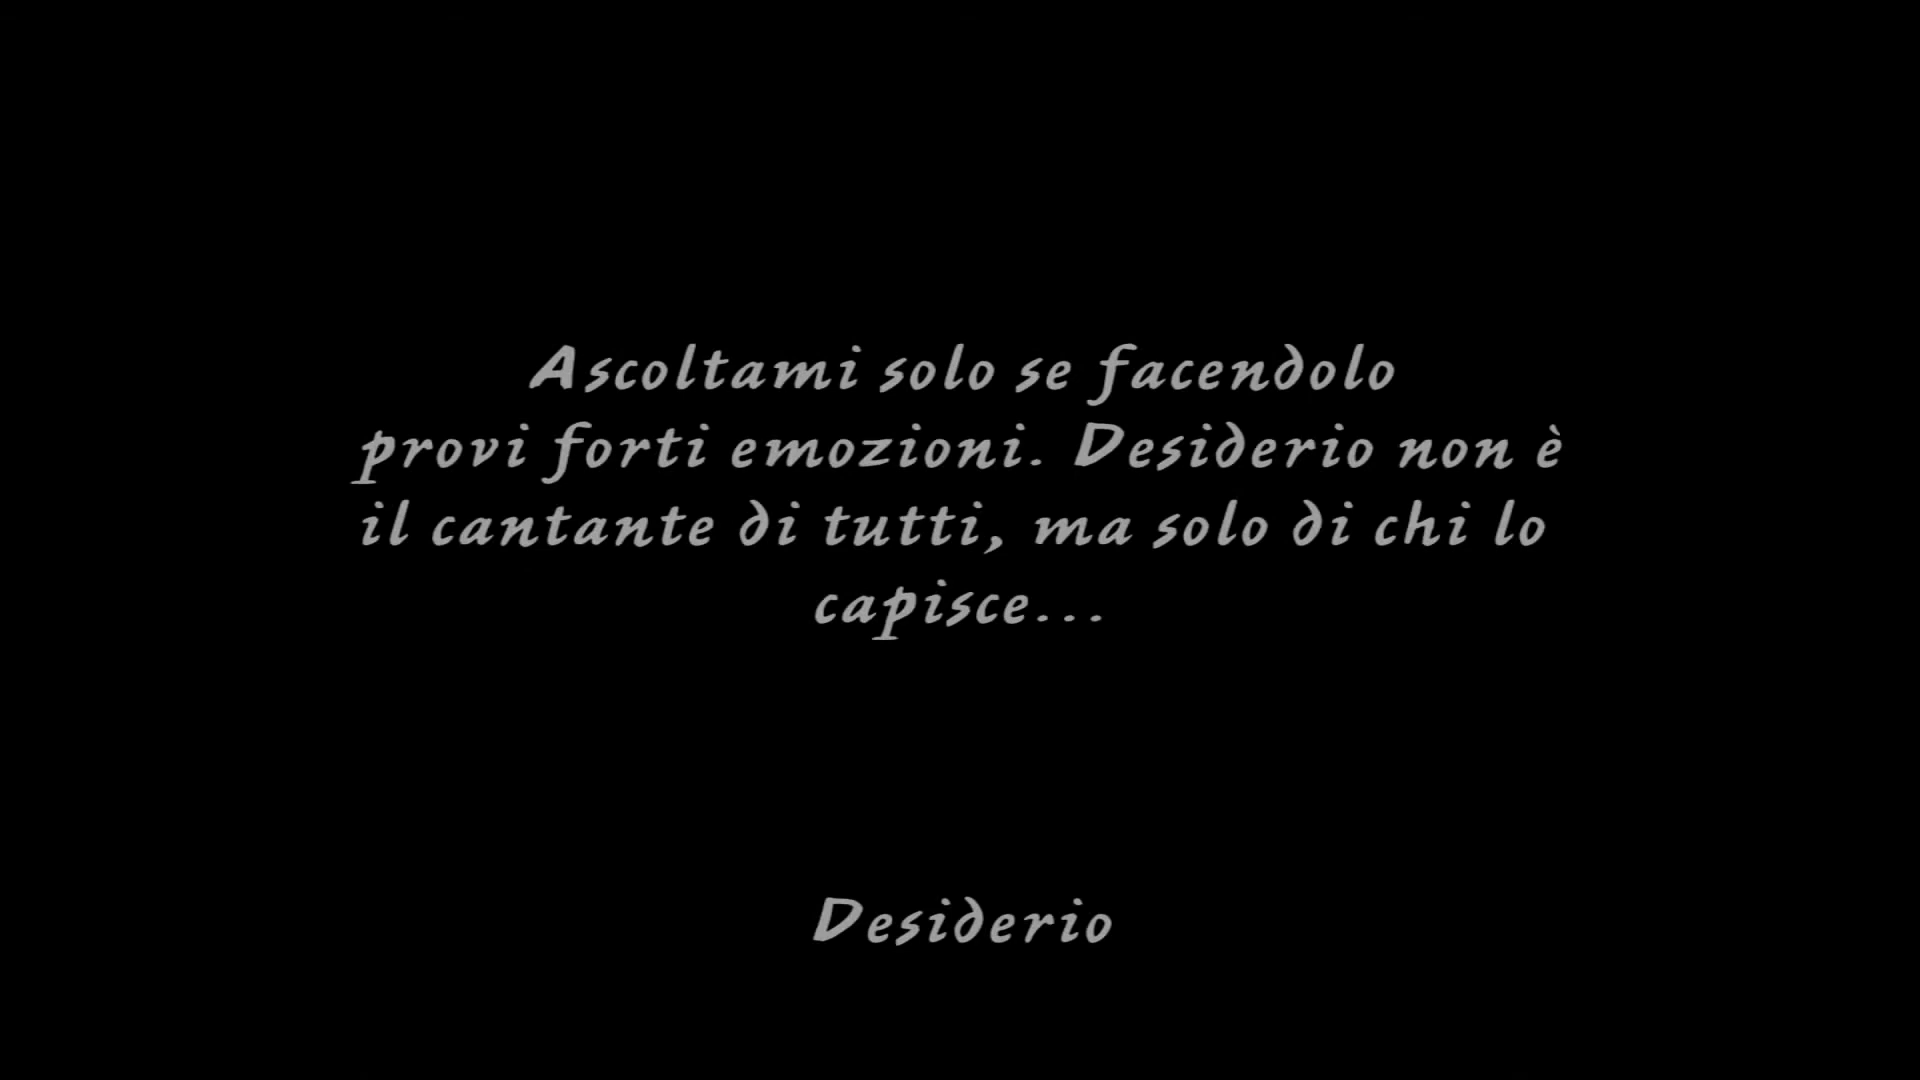 Ascoltami solo se facendolo
provi forti emozioni. Desiderio non è
il cantante di tutti, ma solo di chi lo
capisce...
Desiderio